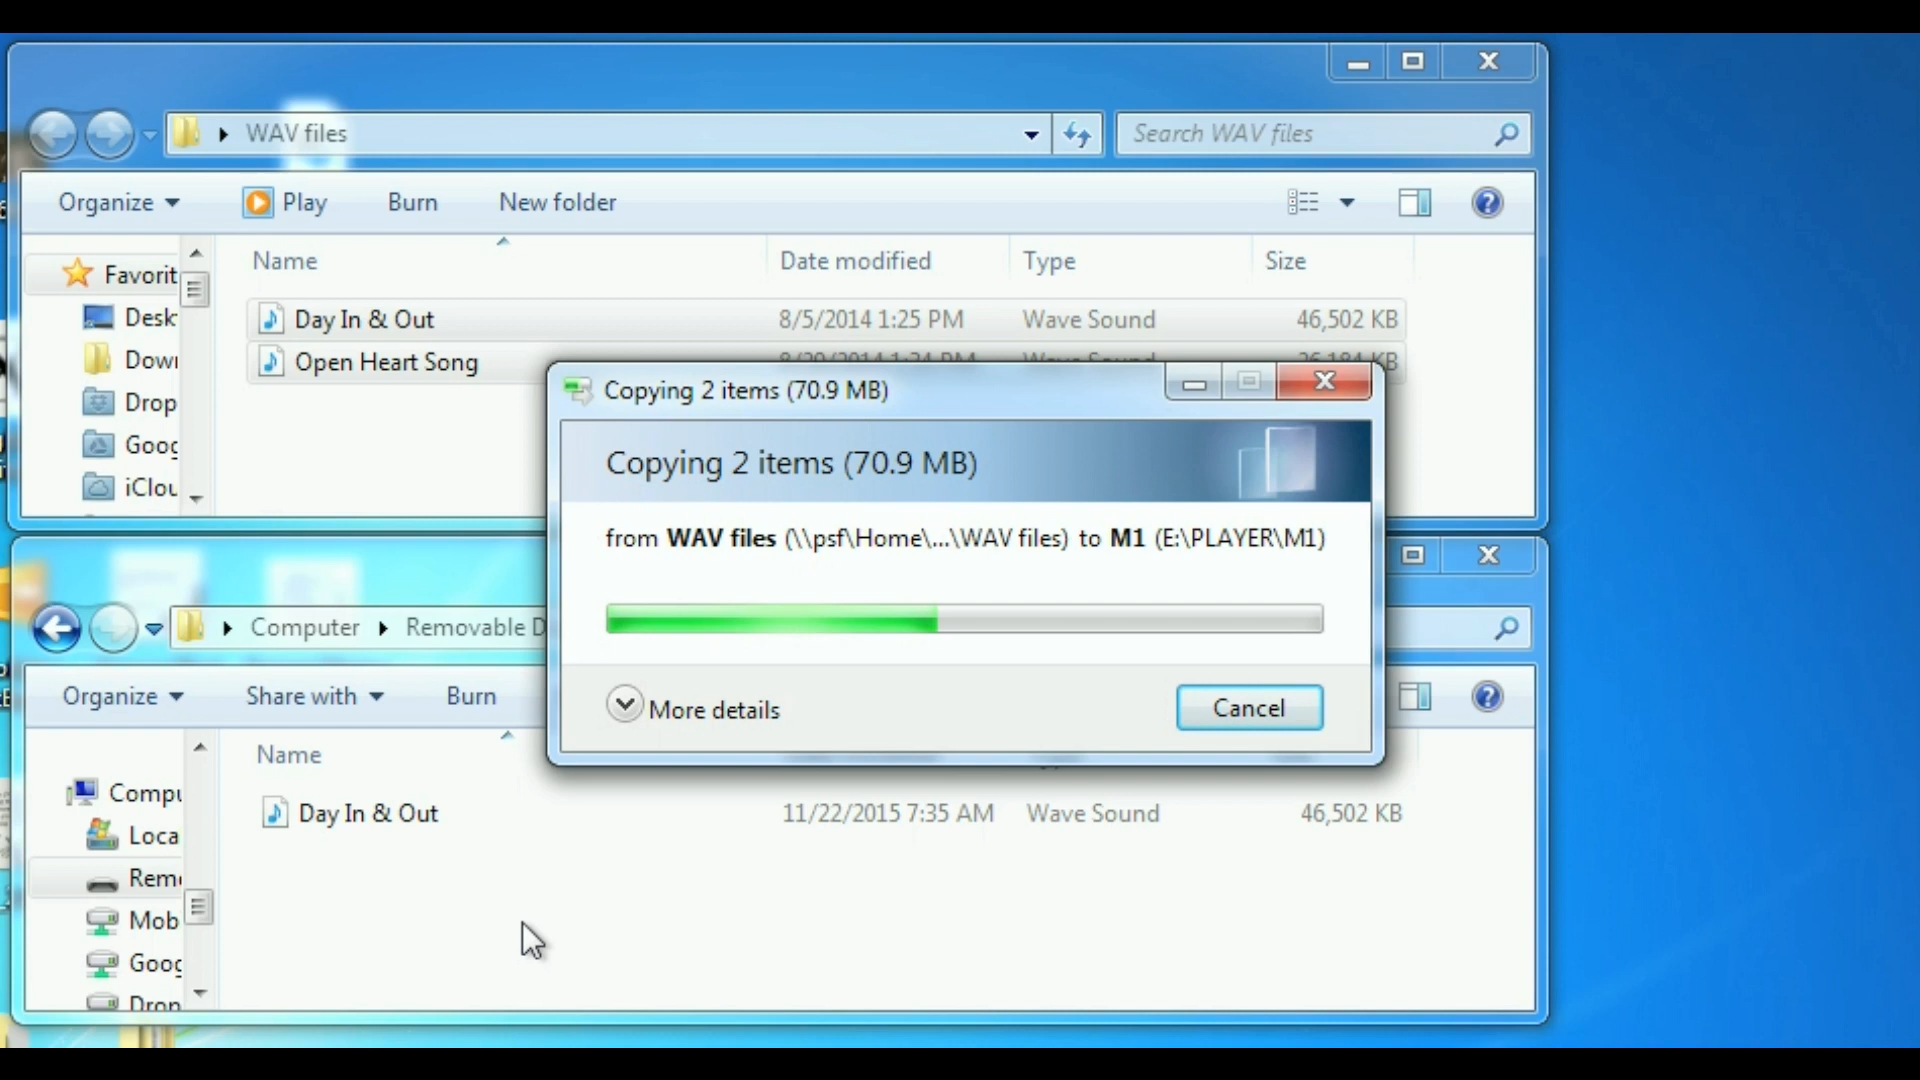 WAV files
Search WAV files
Organize
Play
Burn
New folder
Name
Date modified
Type
Size
Favorit
Desk
Day In & Out
8/5/2014 1:25 PM
Wave Sound
46,502 KB
Open Heart Song
Drop
Goog
iClou
Copying 2 items (70.9 MB)
Copying 2 items (70.9 MB)
from WAV files (\\psf\Home\...\WAV files) to M1 (E:\PLAYER\M1)
More details
Cancel
Computer
Removable D
Organize
Share with
Burn
Name
Compu
Loca
Day In & Out
11/22/2015 7:35 AM
Wave Sound
46,502 KB
Remo
Mob
Goog
Drop